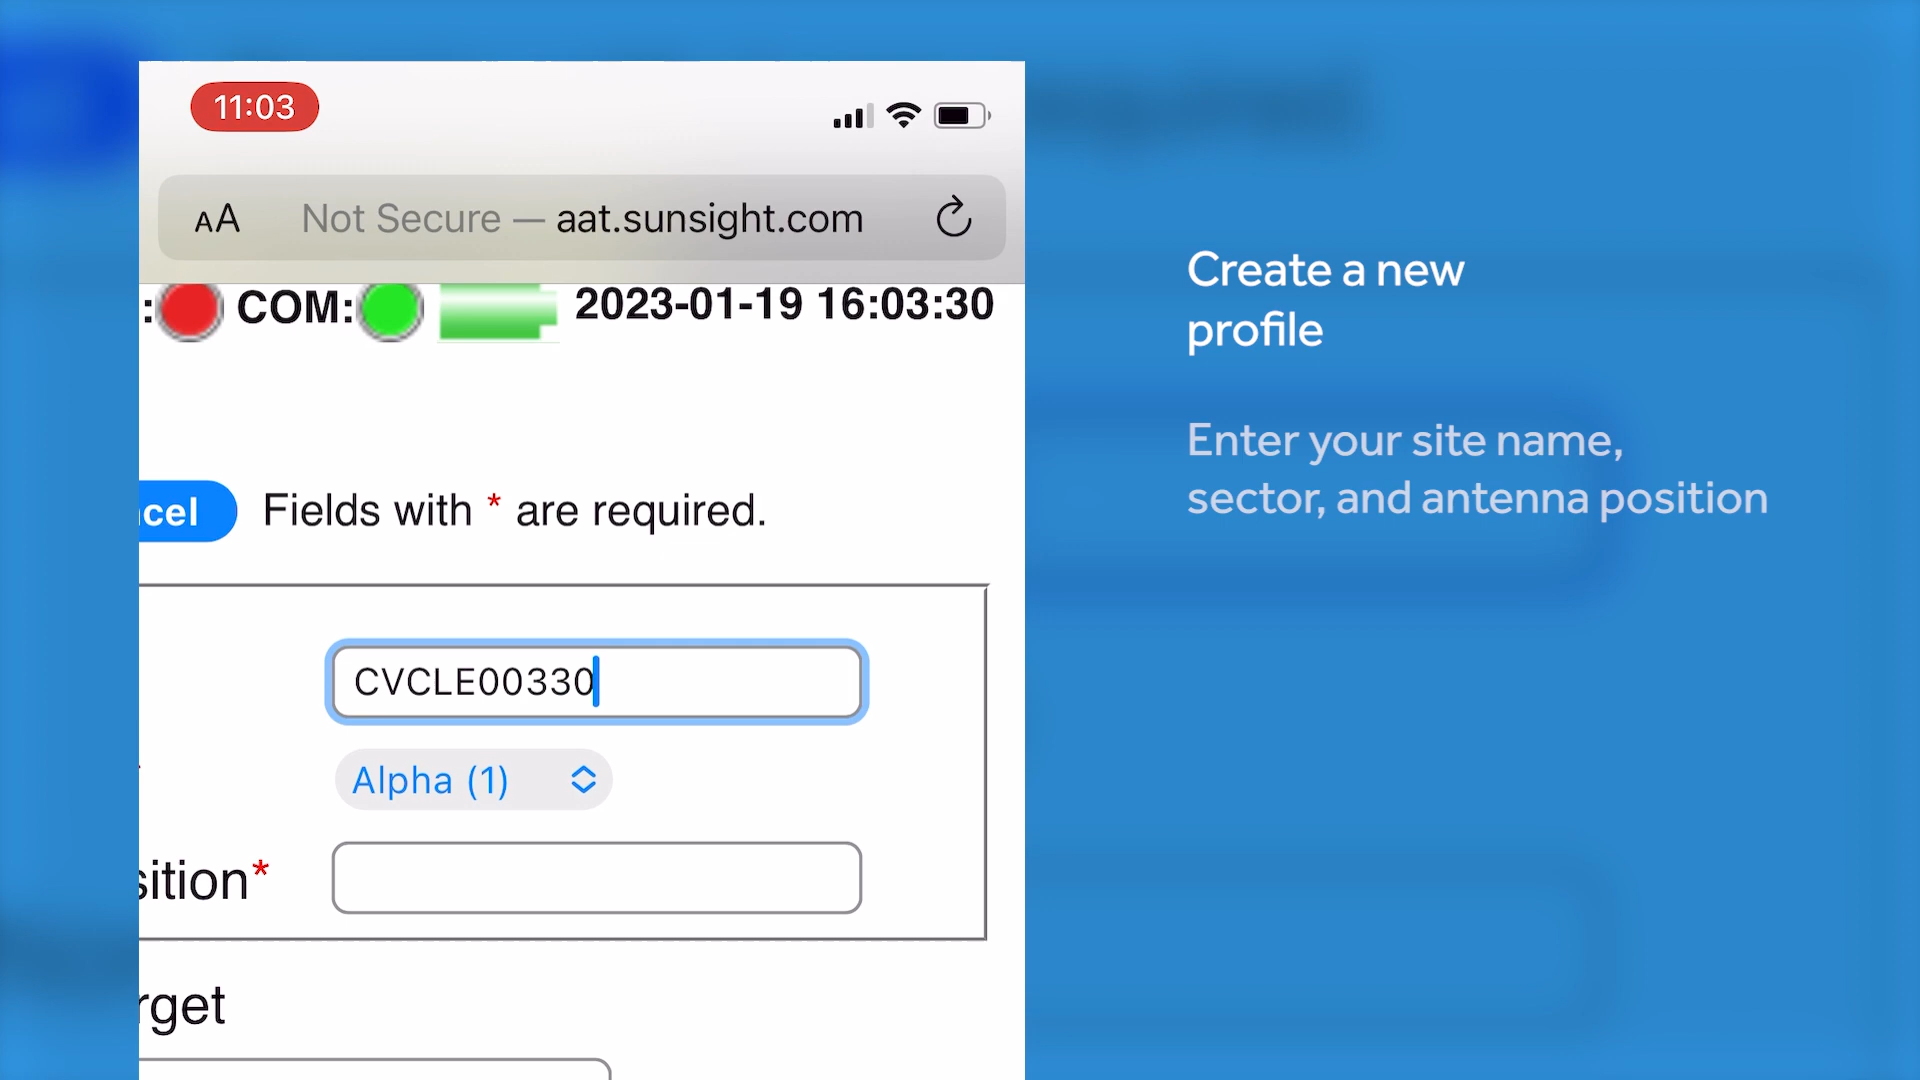 11:03
AA Not Secure — aat.sunsight.com
: COM: 2023-01-19 16:03:30
cel Fields with * are required.
CVCLE00330
Alpha (1)
sition*
rget
Create a new
profile
Enter your site name,
sector, and antenna position